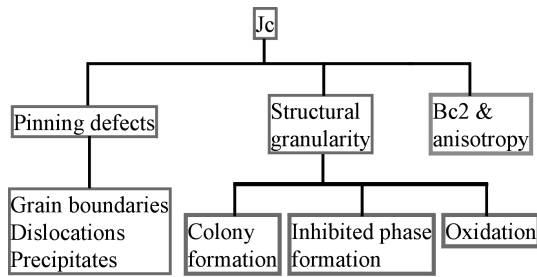 Jc
Pinning defects
Structural
granularity
Bc2 &
anisotropy
Grain boundaries
Dislocations
Precipitates
Colony
formation
Inhibited phase
formation
Oxidation